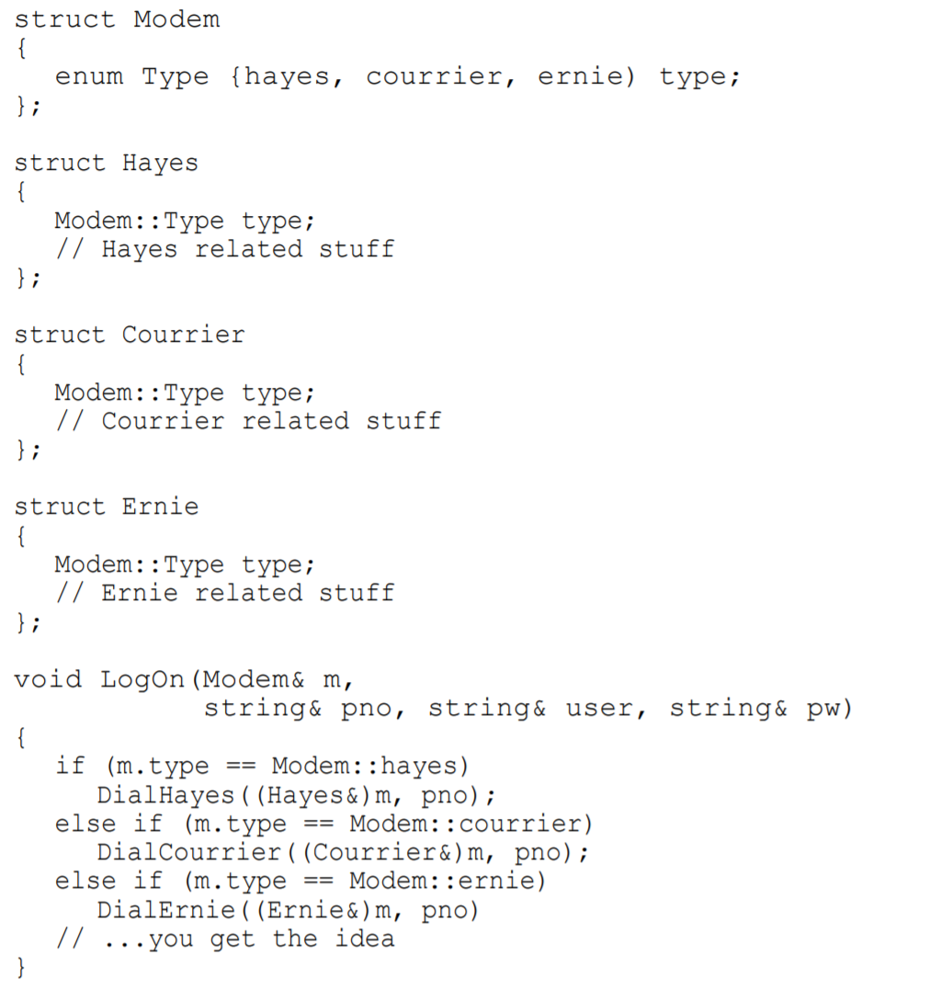 struct Modem
{
enum Type {hayes, courrier, ernie) type;
};
struct Hayes
{
Modem::Type type;
// Hayes related stuff
};
struct Courrier
{
Modem::Type type;
// Courrier related stuff
};
struct Ernie
{
Modem::Type type;
// Ernie related stuff
};
void LogOn(Modem& m,
string& pno, string& user, string& pw)
{
if (m.type == Modem::hayes)
DialHayes((Hayes&)m, pno);
else if (m.type == Modem::courrier)
DialCourrier((Courrier&)m, pno);
else if (m.type == Modem::ernie)
DialErnie((Ernie&)m, pno)
// ...you get the idea
}